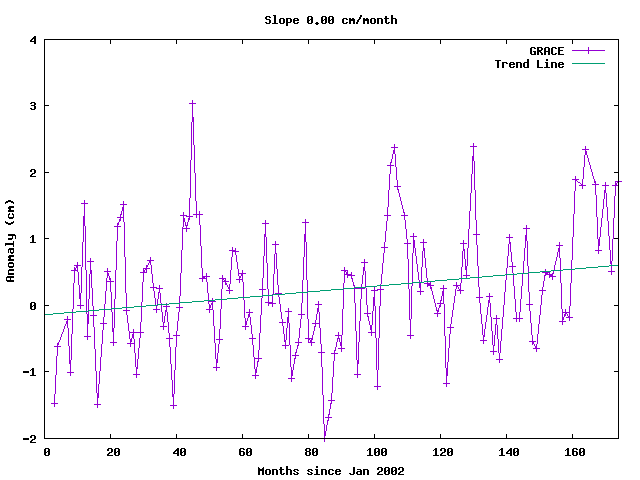 Slope 0.00 cm/month
GRACE
Trend Line
4
3
2
1
0
-1
-2
Anomaly (cm)
0 20 40 60 80 100 120 140 160
Months since Jan 2002